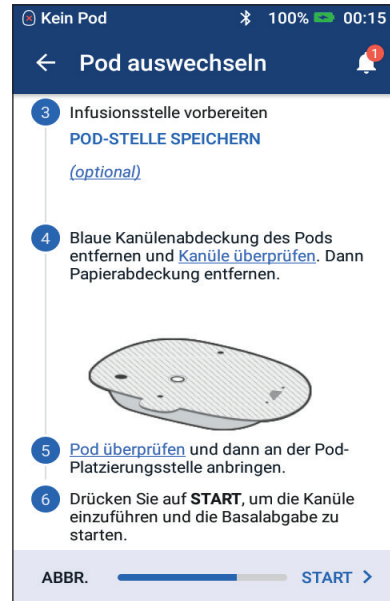 Kein Pod 100% 00:15
Pod auswechseln 1
3 Infusionsstelle vorbereiten
POD-STELLE SPEICHERN
(optional)
4 Blaue Kanülenabdeckung des Pods
entfernen und Kanüle überprüfen. Dann
Papierabdeckung entfernen.
5 Pod überprüfen und dann an der Pod-
Platzierungsstelle anbringen.
6 Drücken Sie auf START, um die Kanüle
einzuführen und die Basalabgabe zu
starten.
ABBR. START